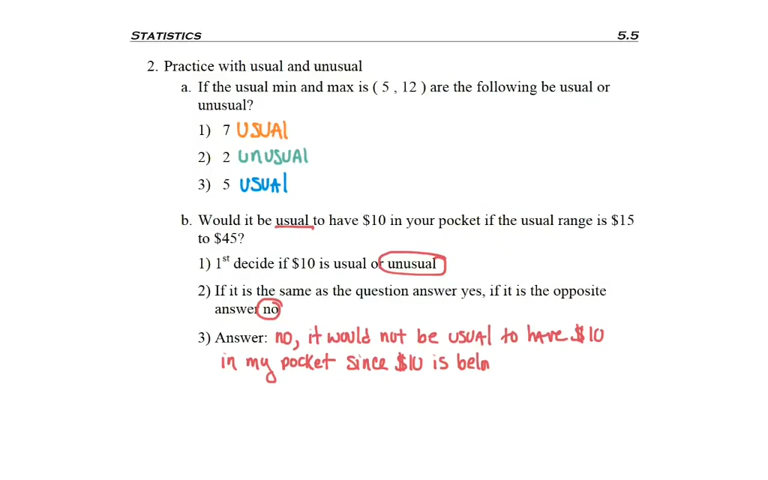 STATISTICS 5.5
2. Practice with usual and unusual
a. If the usual min and max is ( 5 , 12 ) are the following be usual or
unusual?
1) 7 USUAl
2) 2 UNUSUAl
3) 5 USUAl
b. Would it be usual to have $10 in your pocket if the usual range is $15
to $45?
1) 1st decide if $10 is usual or unusual
2) If it is the same as the question answer yes, if it is the opposite
answer no
3) Answer: no, it would not be usual to have $10
in my pocket since $10 is belo